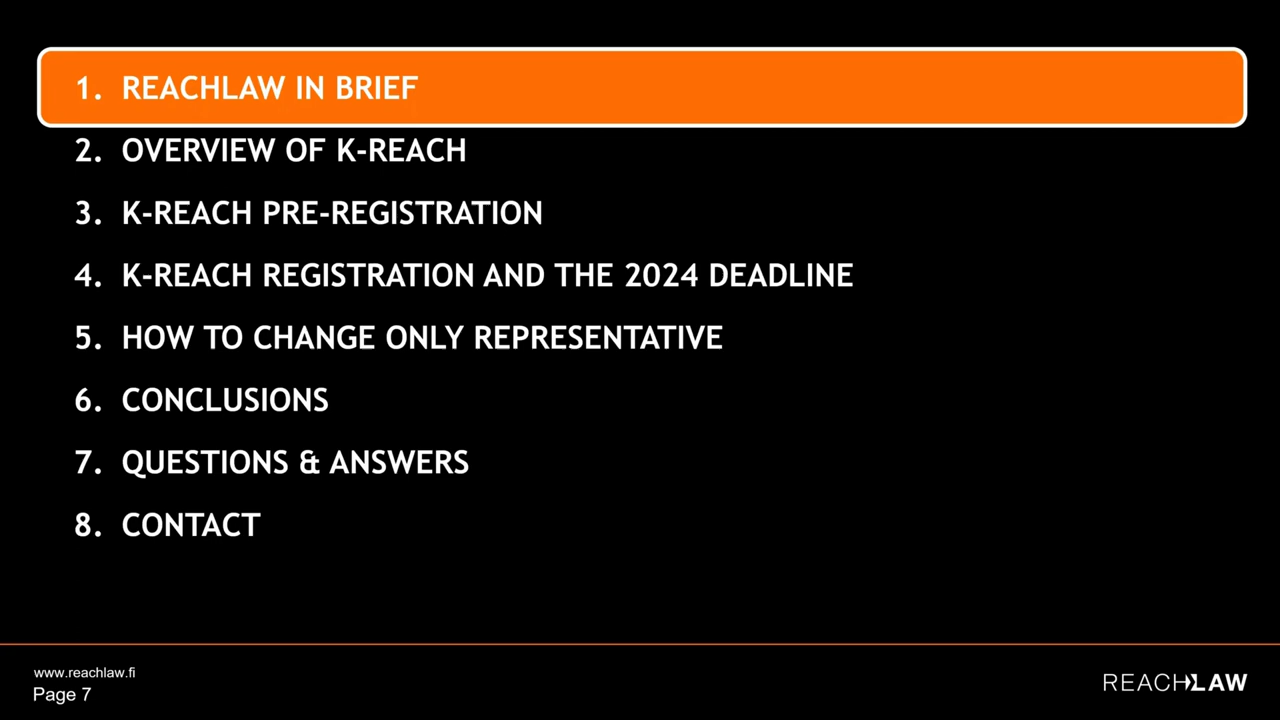 1. REACHLAW IN BRIEF
2. OVERVIEW OF K-REACH
3. K-REACH PRE-REGISTRATION
4. K-REACH REGISTRATION AND THE 2024 DEADLINE
5. HOW TO CHANGE ONLY REPRESENTATIVE
6. CONCLUSIONS
7. QUESTIONS & ANSWERS
8. CONTACT
www.reachlaw.fi
Page 7
REACHLAW